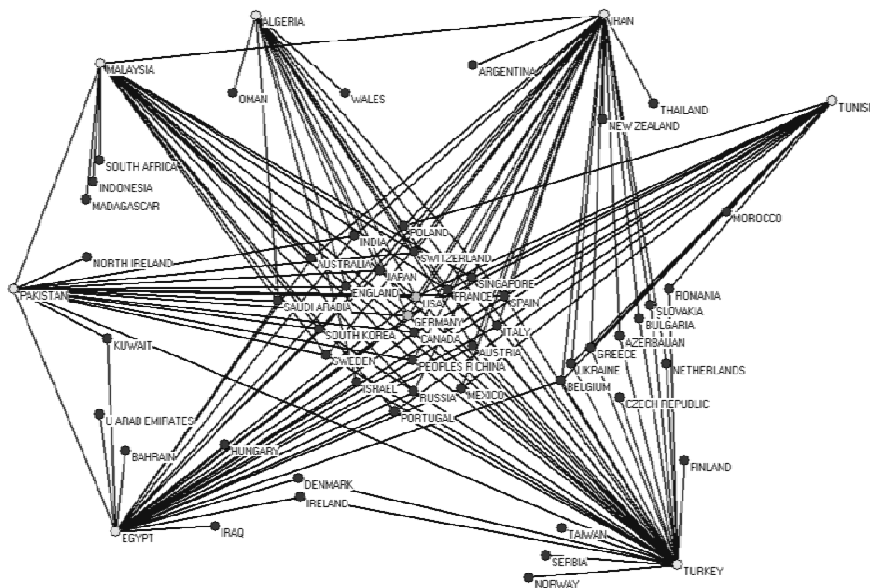 ALGERIA
IRAN
MALAYSIA
ARGENTINA
OMAN
WALES
THAILAND
TUNISI
NEW ZEALAND
SOUTH AFRICA
INDONESIA
MADAGASCAR
MOROCCO
POLAND
INDIA
NORTH IRELAND
AUSTRALIA
SWITZERLAND
JAPAN
SINGAPORE
PAKISTAN
ENGLAND
FRANCE
SPAIN
ROMANIA
USA
SAUDI ARABIA
SLOVAKIA
GERMANY
BULGARIA
SOUTH KOREA
CANADA
ITALY
KUWAIT
AZERBAIJAN
AUSTRIA
GREECE
SWEDEN
PEOPLES R CHINA
UKRAINE
NETHERLANDS
ISRAEL
RUSSIA
MEXICO
BELGIUM
CZECH REPUBLIC
PORTUGAL
U ARAB EMIRATES
BAHRAIN
HUNGARY
FINLAND
DENMARK
IRELAND
EGYPT
IRAQ
TAIWAN
SERBIA
TURKEY
NORWAY